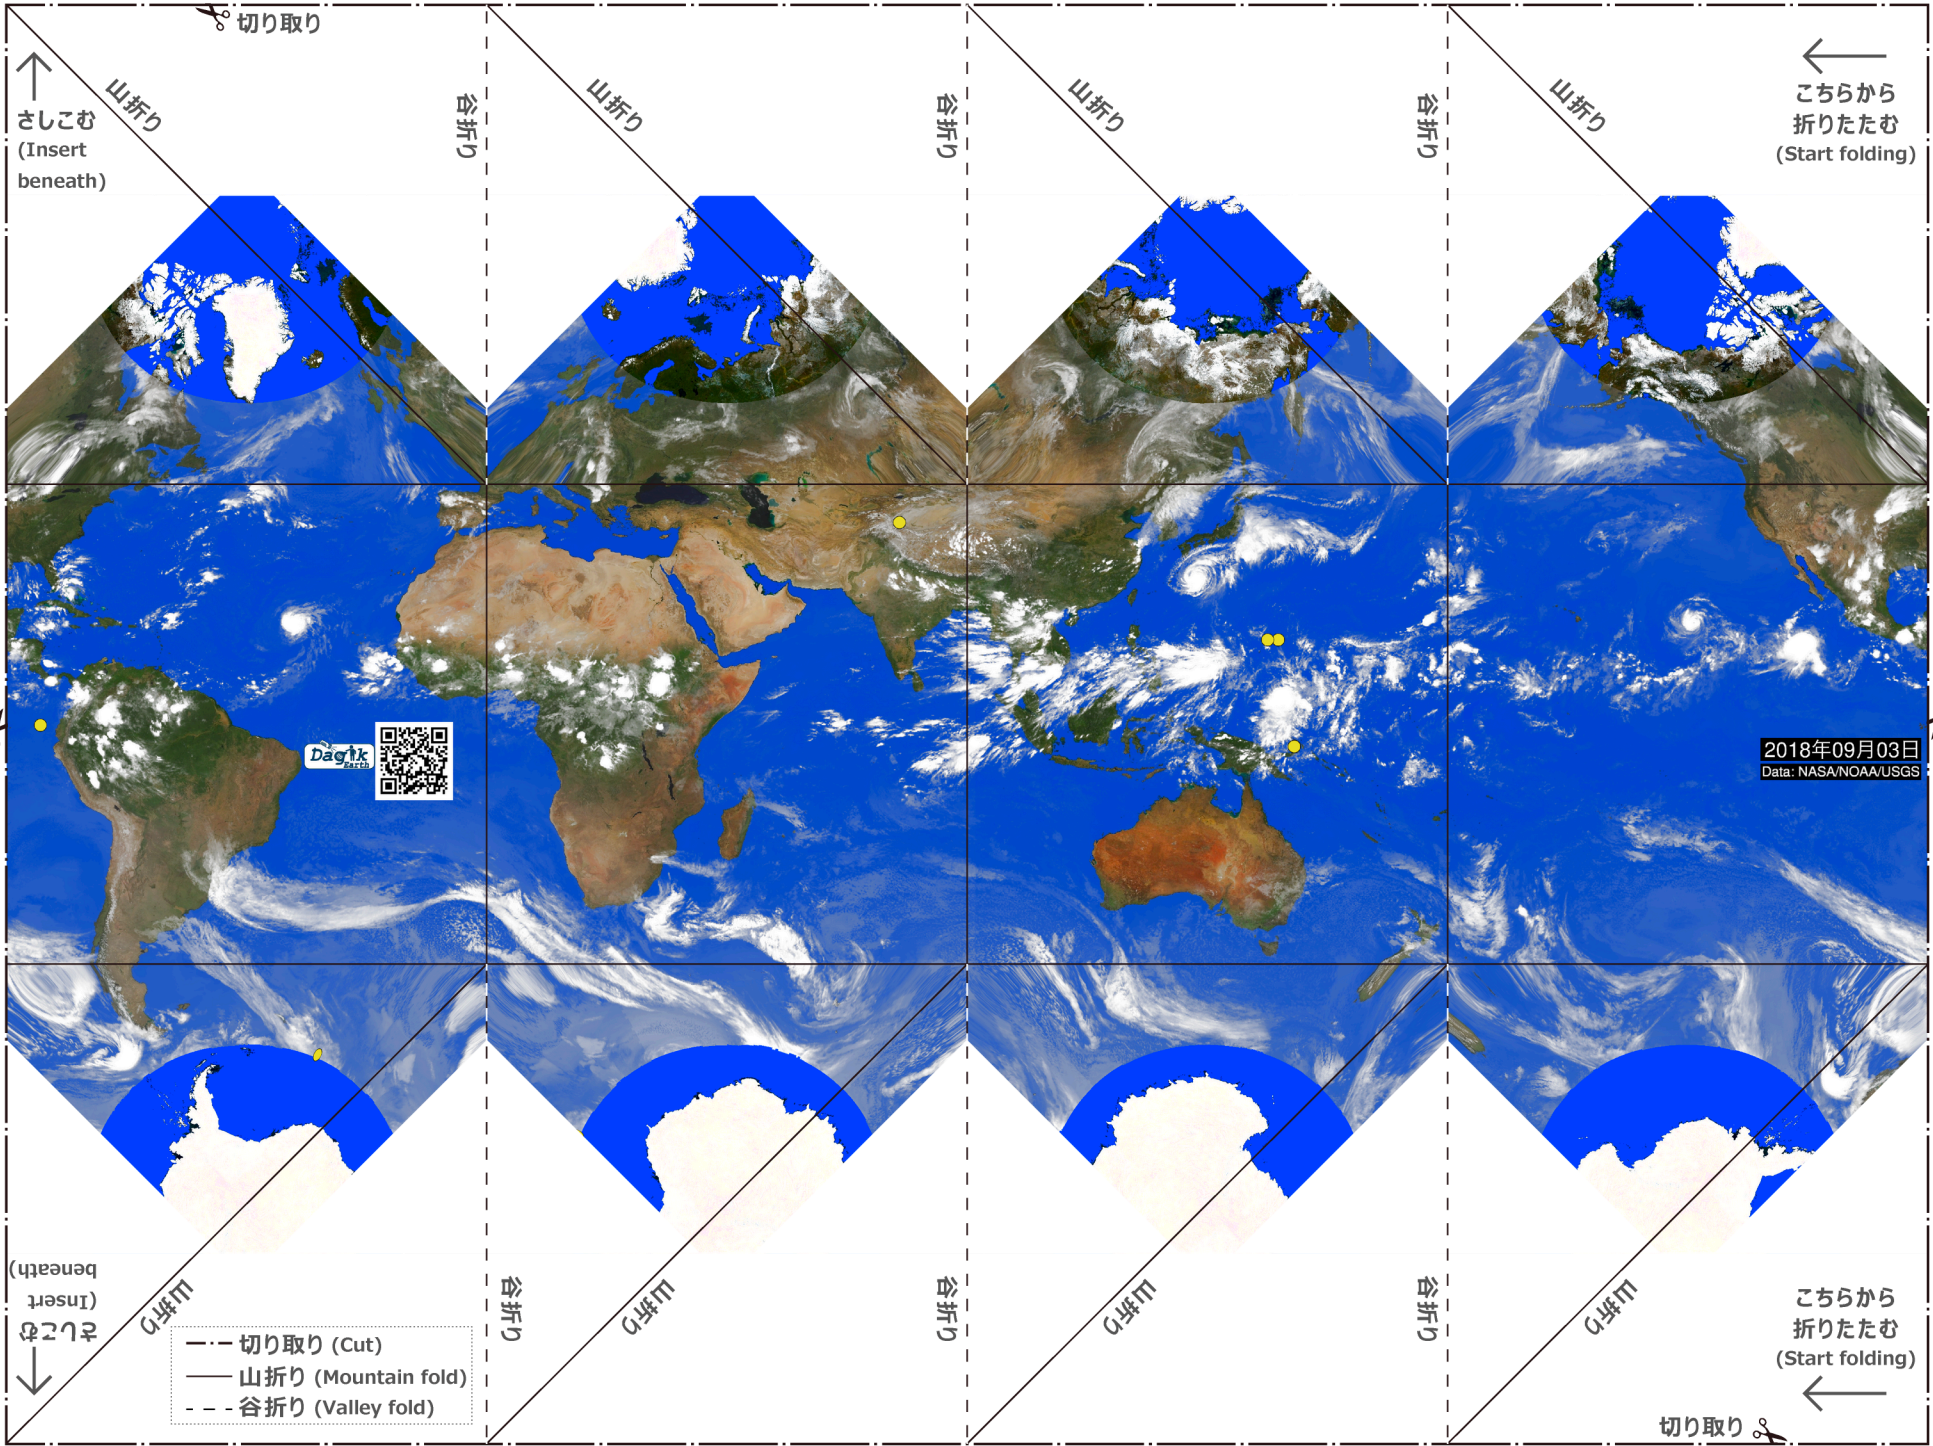 切り取り
さしこむ
(Insert
beneath)
山折り
谷折り
山折り
谷折り
山折り
谷折り
山折り
こちらから
折りたたむ
(Start folding)
Dagik
Earth
2018年09月03日
Data: NASA/NOAA/USGS
さしこむ
(Insert
beneath)
山折り
谷折り
山折り
谷折り
山折り
谷折り
山折り
こちらから
折りたたむ
(Start folding)
切り取り (Cut)
山折り (Mountain fold)
谷折り (Valley fold)
切り取り